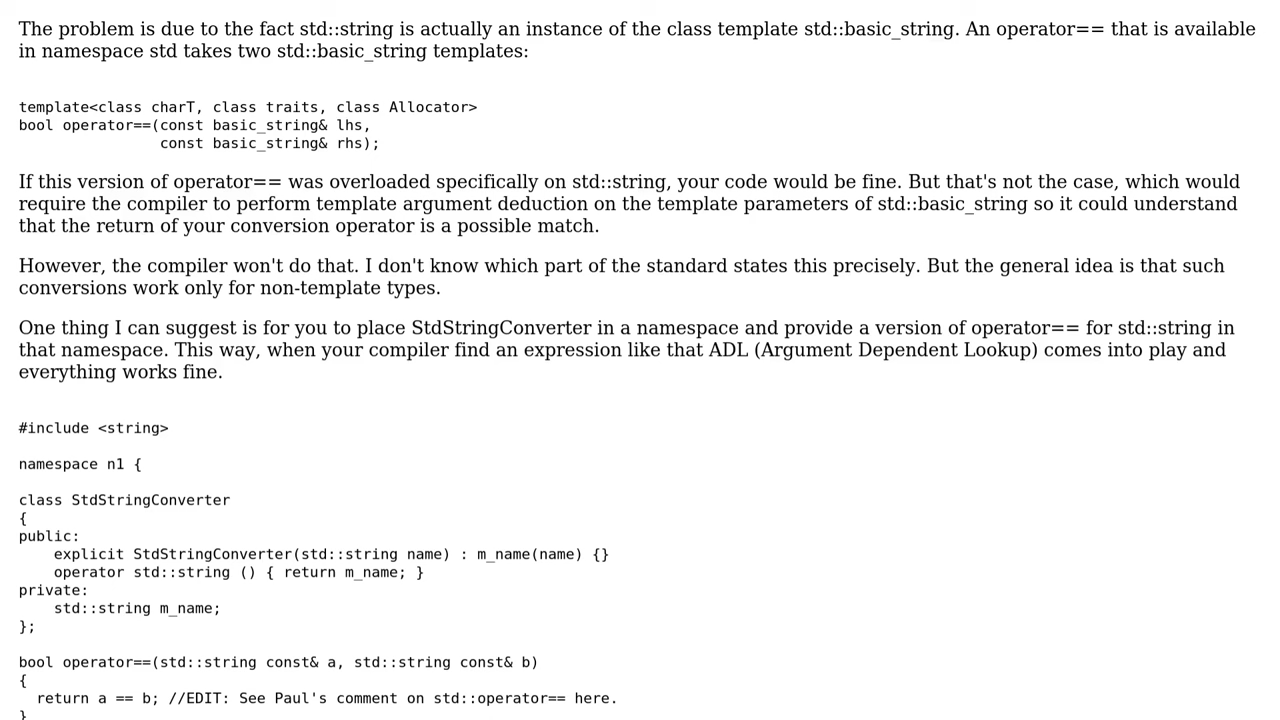 The problem is due to the fact std::string is actually an instance of the class template std::basic_string. An operator== that is available
in namespace std takes two std::basic_string templates:
template<class charT, class traits, class Allocator>
bool operator==(const basic_string& lhs,
                const basic_string& rhs);
If this version of operator== was overloaded specifically on std::string, your code would be fine. But that's not the case, which would
require the compiler to perform template argument deduction on the template parameters of std::basic_string so it could understand
that the return of your conversion operator is a possible match.
However, the compiler won't do that. I don't know which part of the standard states this precisely. But the general idea is that such
conversions work only for non-template types.
One thing I can suggest is for you to place StdStringConverter in a namespace and provide a version of operator== for std::string in
that namespace. This way, when your compiler find an expression like that ADL (Argument Dependent Lookup) comes into play and
everything works fine.
#include <string>
namespace n1 {
class StdStringConverter
{
public:
    explicit StdStringConverter(std::string name) : m_name(name) {}
    operator std::string () { return m_name; }
private:
    std::string m_name;
};
bool operator==(std::string const& a, std::string const& b)
{
  return a == b; //EDIT: See Paul's comment on std::operator== here.
}